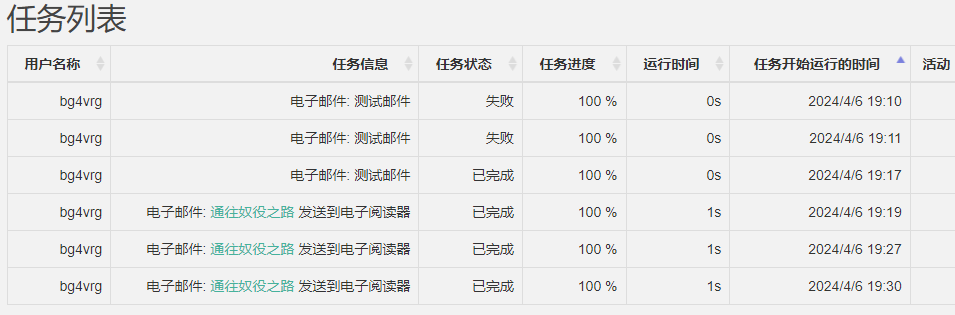 任务列表
用户名称 任务信息 任务状态 任务进度 运行时间 任务开始运行的时间 活动
bg4vrg 电子邮件: 测试邮件 失败 100 % 0s 2024/4/6 19:10
bg4vrg 电子邮件: 测试邮件 失败 100 % 0s 2024/4/6 19:11
bg4vrg 电子邮件: 测试邮件 已完成 100 % 0s 2024/4/6 19:17
bg4vrg 电子邮件: 通往奴役之路 发送到电子阅读器 已完成 100 % 1s 2024/4/6 19:19
bg4vrg 电子邮件: 通往奴役之路 发送到电子阅读器 已完成 100 % 1s 2024/4/6 19:27
bg4vrg 电子邮件: 通往奴役之路 发送到电子阅读器 已完成 100 % 1s 2024/4/6 19:30